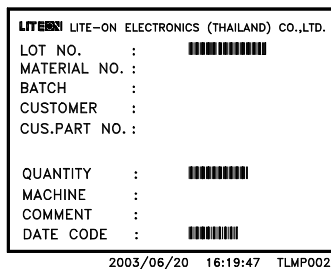 LITEON LITE-ON ELECTRONICS (THAILAND) CO.,LTD.
LOT NO. :
MATERIAL NO. :
BATCH :
CUSTOMER :
CUS.PART NO. :
QUANTITY :
MACHINE :
COMMENT :
DATE CODE :
2003/06/20 16:19:47 TLMP002